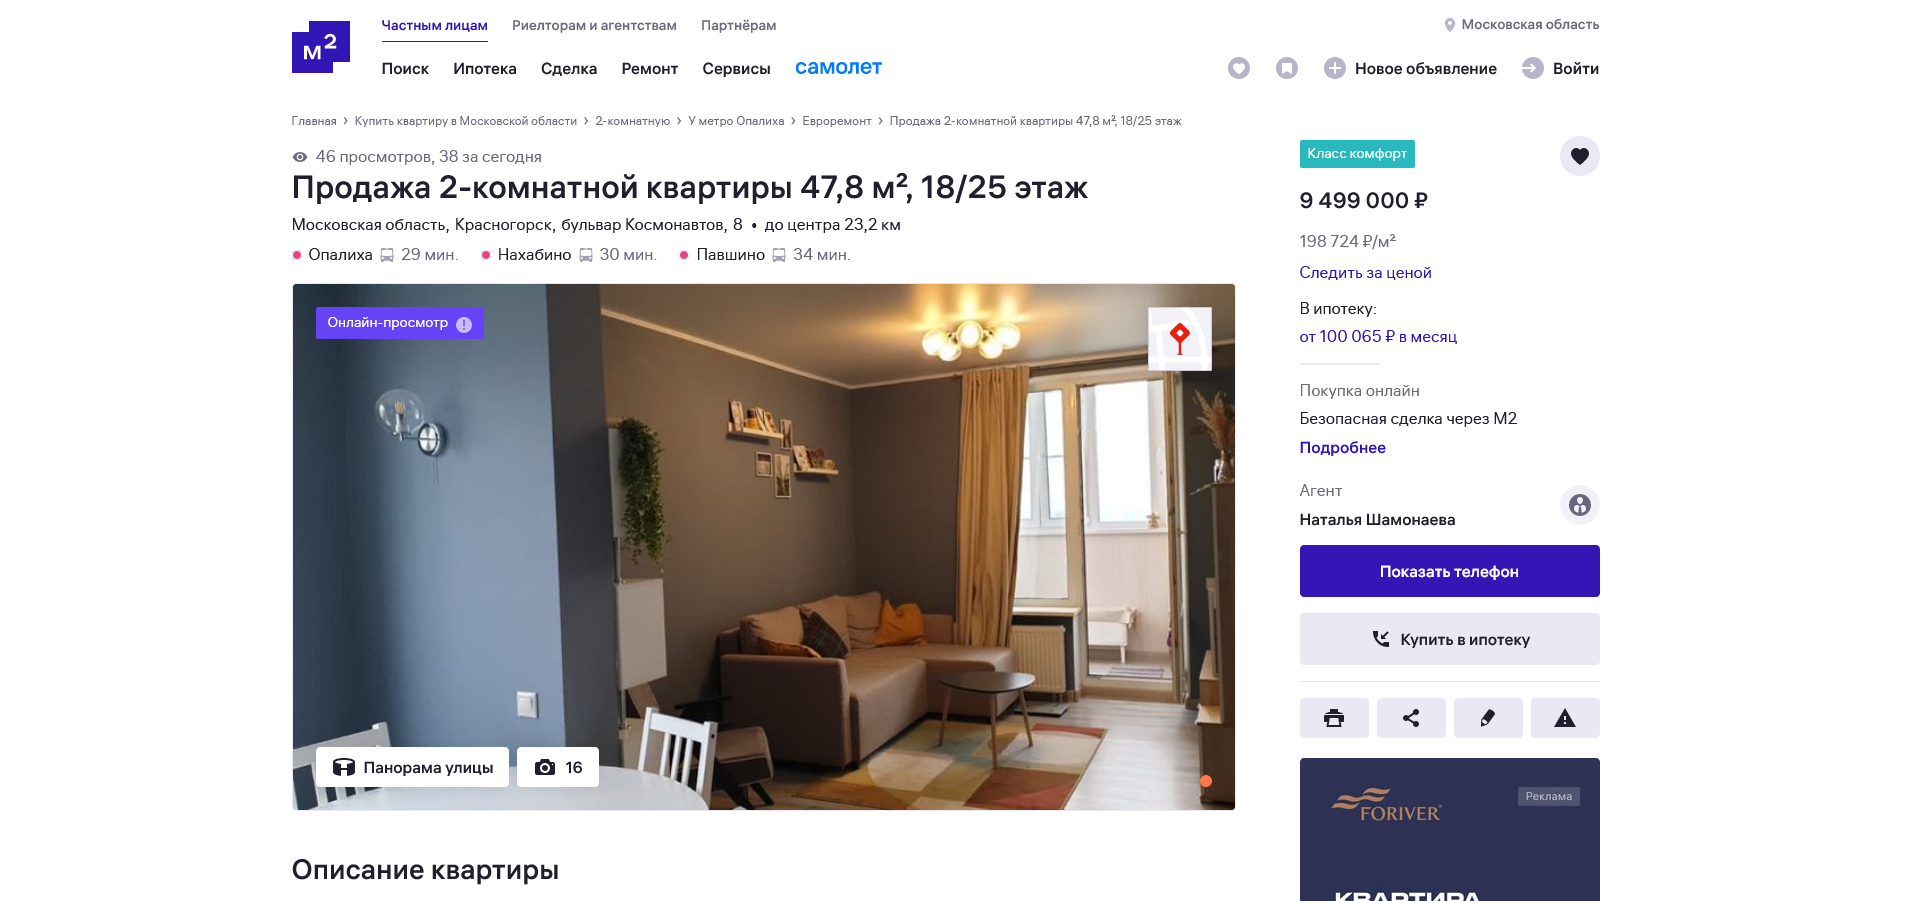 м²
Частным лицам
Риелторам и агентствам
Партнёрам
Московская область
Поиск
Ипотека
Сделка
Ремонт
Сервисы
самолет
Новое объявление
Войти
Главная › Купить квартиру в Московской области › 2-комнатную › У метро Опалиха › Евроремонт › Продажа 2-комнатной квартиры 47,8 м², 18/25 этаж
46 просмотров, 38 за сегодня
Продажа 2-комнатной квартиры 47,8 м², 18/25 этаж
Московская область, Красногорск, бульвар Космонавтов, 8 • до центра 23,2 км
Опалиха 29 мин. Нахабино 30 мин. Павшино 34 мин.
Онлайн-просмотр
Панорама улицы
16
Описание квартиры
Класс комфорт
9 499 000 ₽
198 724 ₽/м²
Следить за ценой
В ипотеку:
от 100 065 ₽ в месяц
Покупка онлайн
Безопасная сделка через М2
Подробнее
Агент
Наталья Шамонаева
Показать телефон
Купить в ипотеку
FORIVER
Реклама
КВАРТИРА